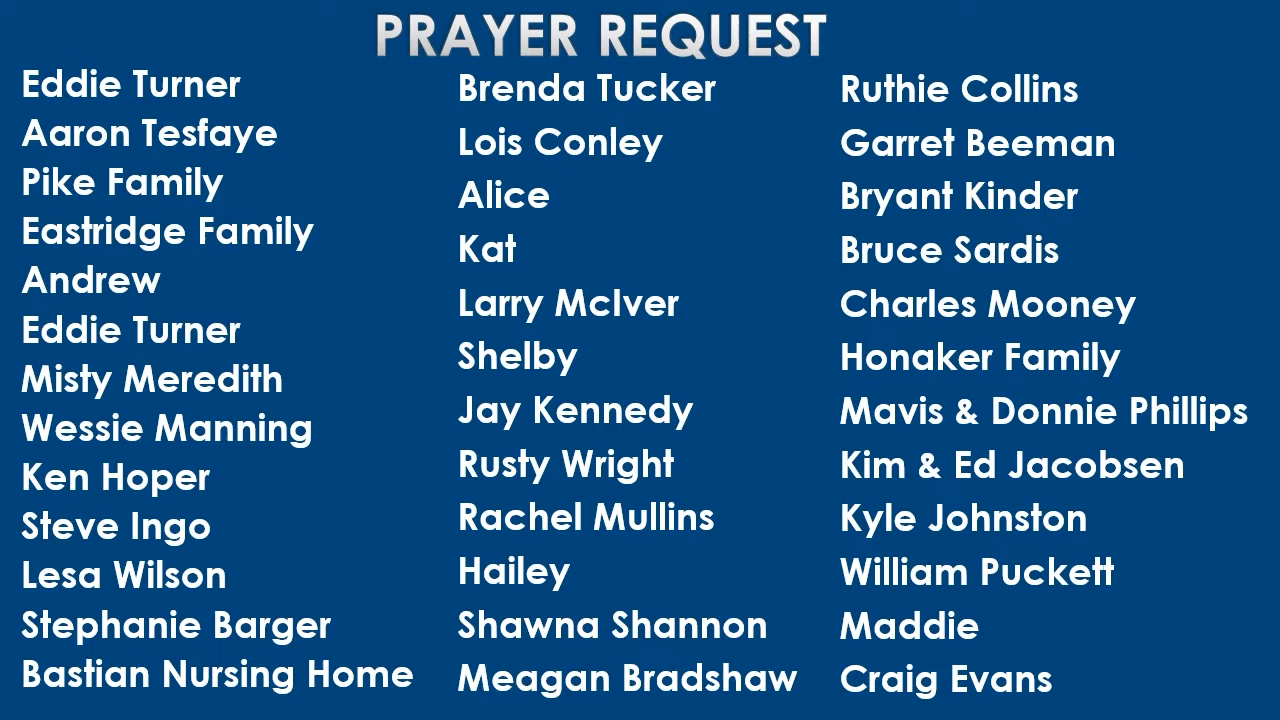 PRAYER REQUEST
Eddie Turner
Aaron Tesfaye
Pike Family
Eastridge Family
Andrew
Eddie Turner
Misty Meredith
Wessie Manning
Ken Hoper
Steve Ingo
Lesa Wilson
Stephanie Barger
Bastian Nursing Home
Brenda Tucker
Lois Conley
Alice
Kat
Larry McIver
Shelby
Jay Kennedy
Rusty Wright
Rachel Mullins
Hailey
Shawna Shannon
Meagan Bradshaw
Ruthie Collins
Garret Beeman
Bryant Kinder
Bruce Sardis
Charles Mooney
Honaker Family
Mavis & Donnie Phillips
Kim & Ed Jacobsen
Kyle Johnston
William Puckett
Maddie
Craig Evans